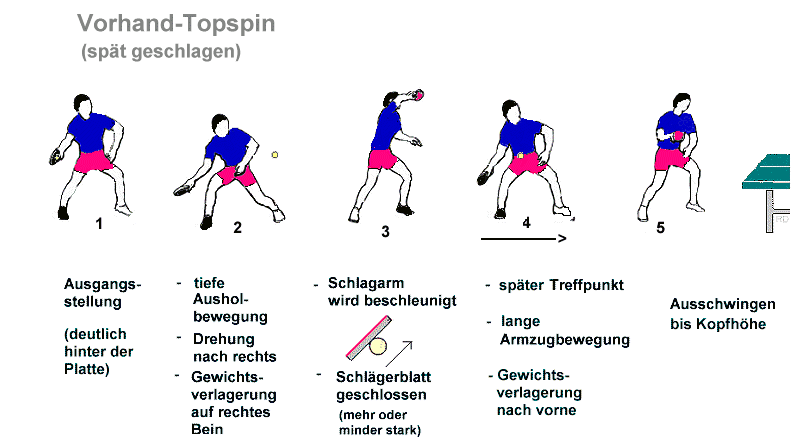 Vorhand-Topspin
(spät geschlagen)
1
2
3
4
5
Ausgangs-
stellung
(deutlich
hinter der
Platte)
- tiefe
Aushol-
bewegung
- Drehung
nach rechts
- Gewichts-
verlagerung
auf rechtes
Bein
- Schlagarm
wird beschleunigt
- Schlägerblatt
geschlossen
(mehr oder
minder stark)
- später Treffpunkt
- lange
Armzugbewegung
- Gewichts-
verlagerung
nach vorne
Ausschwingen
bis Kopfhöhe